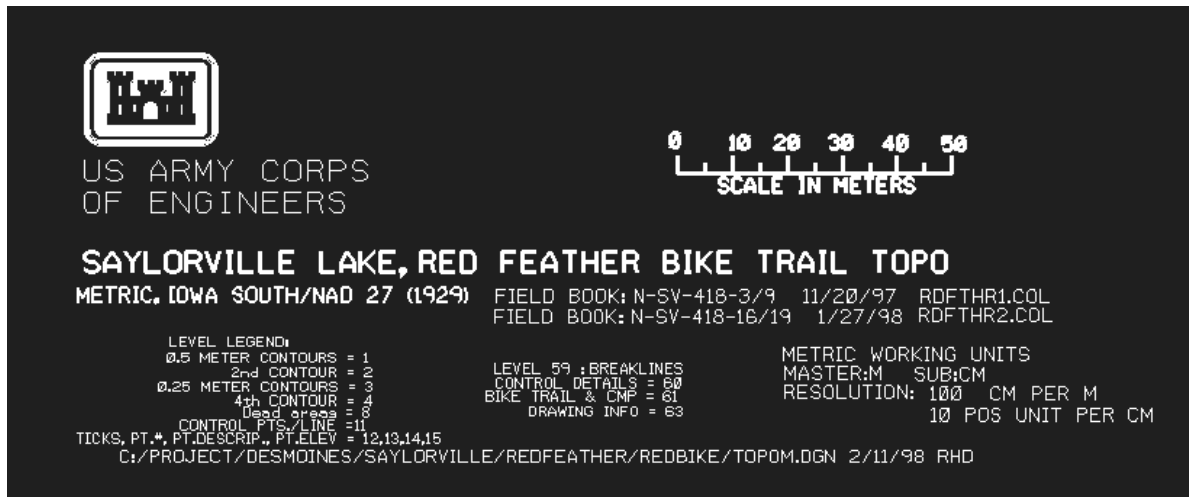 US ARMY CORPS
OF ENGINEERS
0 10 20 30 40 50
SCALE IN METERS
SAYLORVILLE LAKE, RED FEATHER BIKE TRAIL TOPO
METRIC, IOWA SOUTH/NAD 27 (1929)
FIELD BOOK: N-SV-418-3/9 11/20/97 RDFTHR1.COL
FIELD BOOK: N-SV-418-16/19 1/27/98 RDFTHR2.COL
LEVEL LEGEND:
0.5 METER CONTOURS = 1
2nd CONTOUR = 2
0.25 METER CONTOURS = 3
4th CONTOUR = 4
Dead areas = 8
CONTROL PTS./LINE =11
TICKS, PT.#, PT.DESCRIP., PT.ELEV = 12,13,14,15
LEVEL 59 : BREAKLINES
CONTROL DETAILS = 60
BIKE TRAIL & CMP = 61
DRAWING INFO = 63
METRIC WORKING UNITS
MASTER:M SUB:CM
RESOLUTION: 100 CM PER M
10 POS UNIT PER CM
C:/PROJECT/DESMOINES/SAYLORVILLE/REDFEATHER/REDBIKE/TOPOM.DGN 2/11/98 RHD